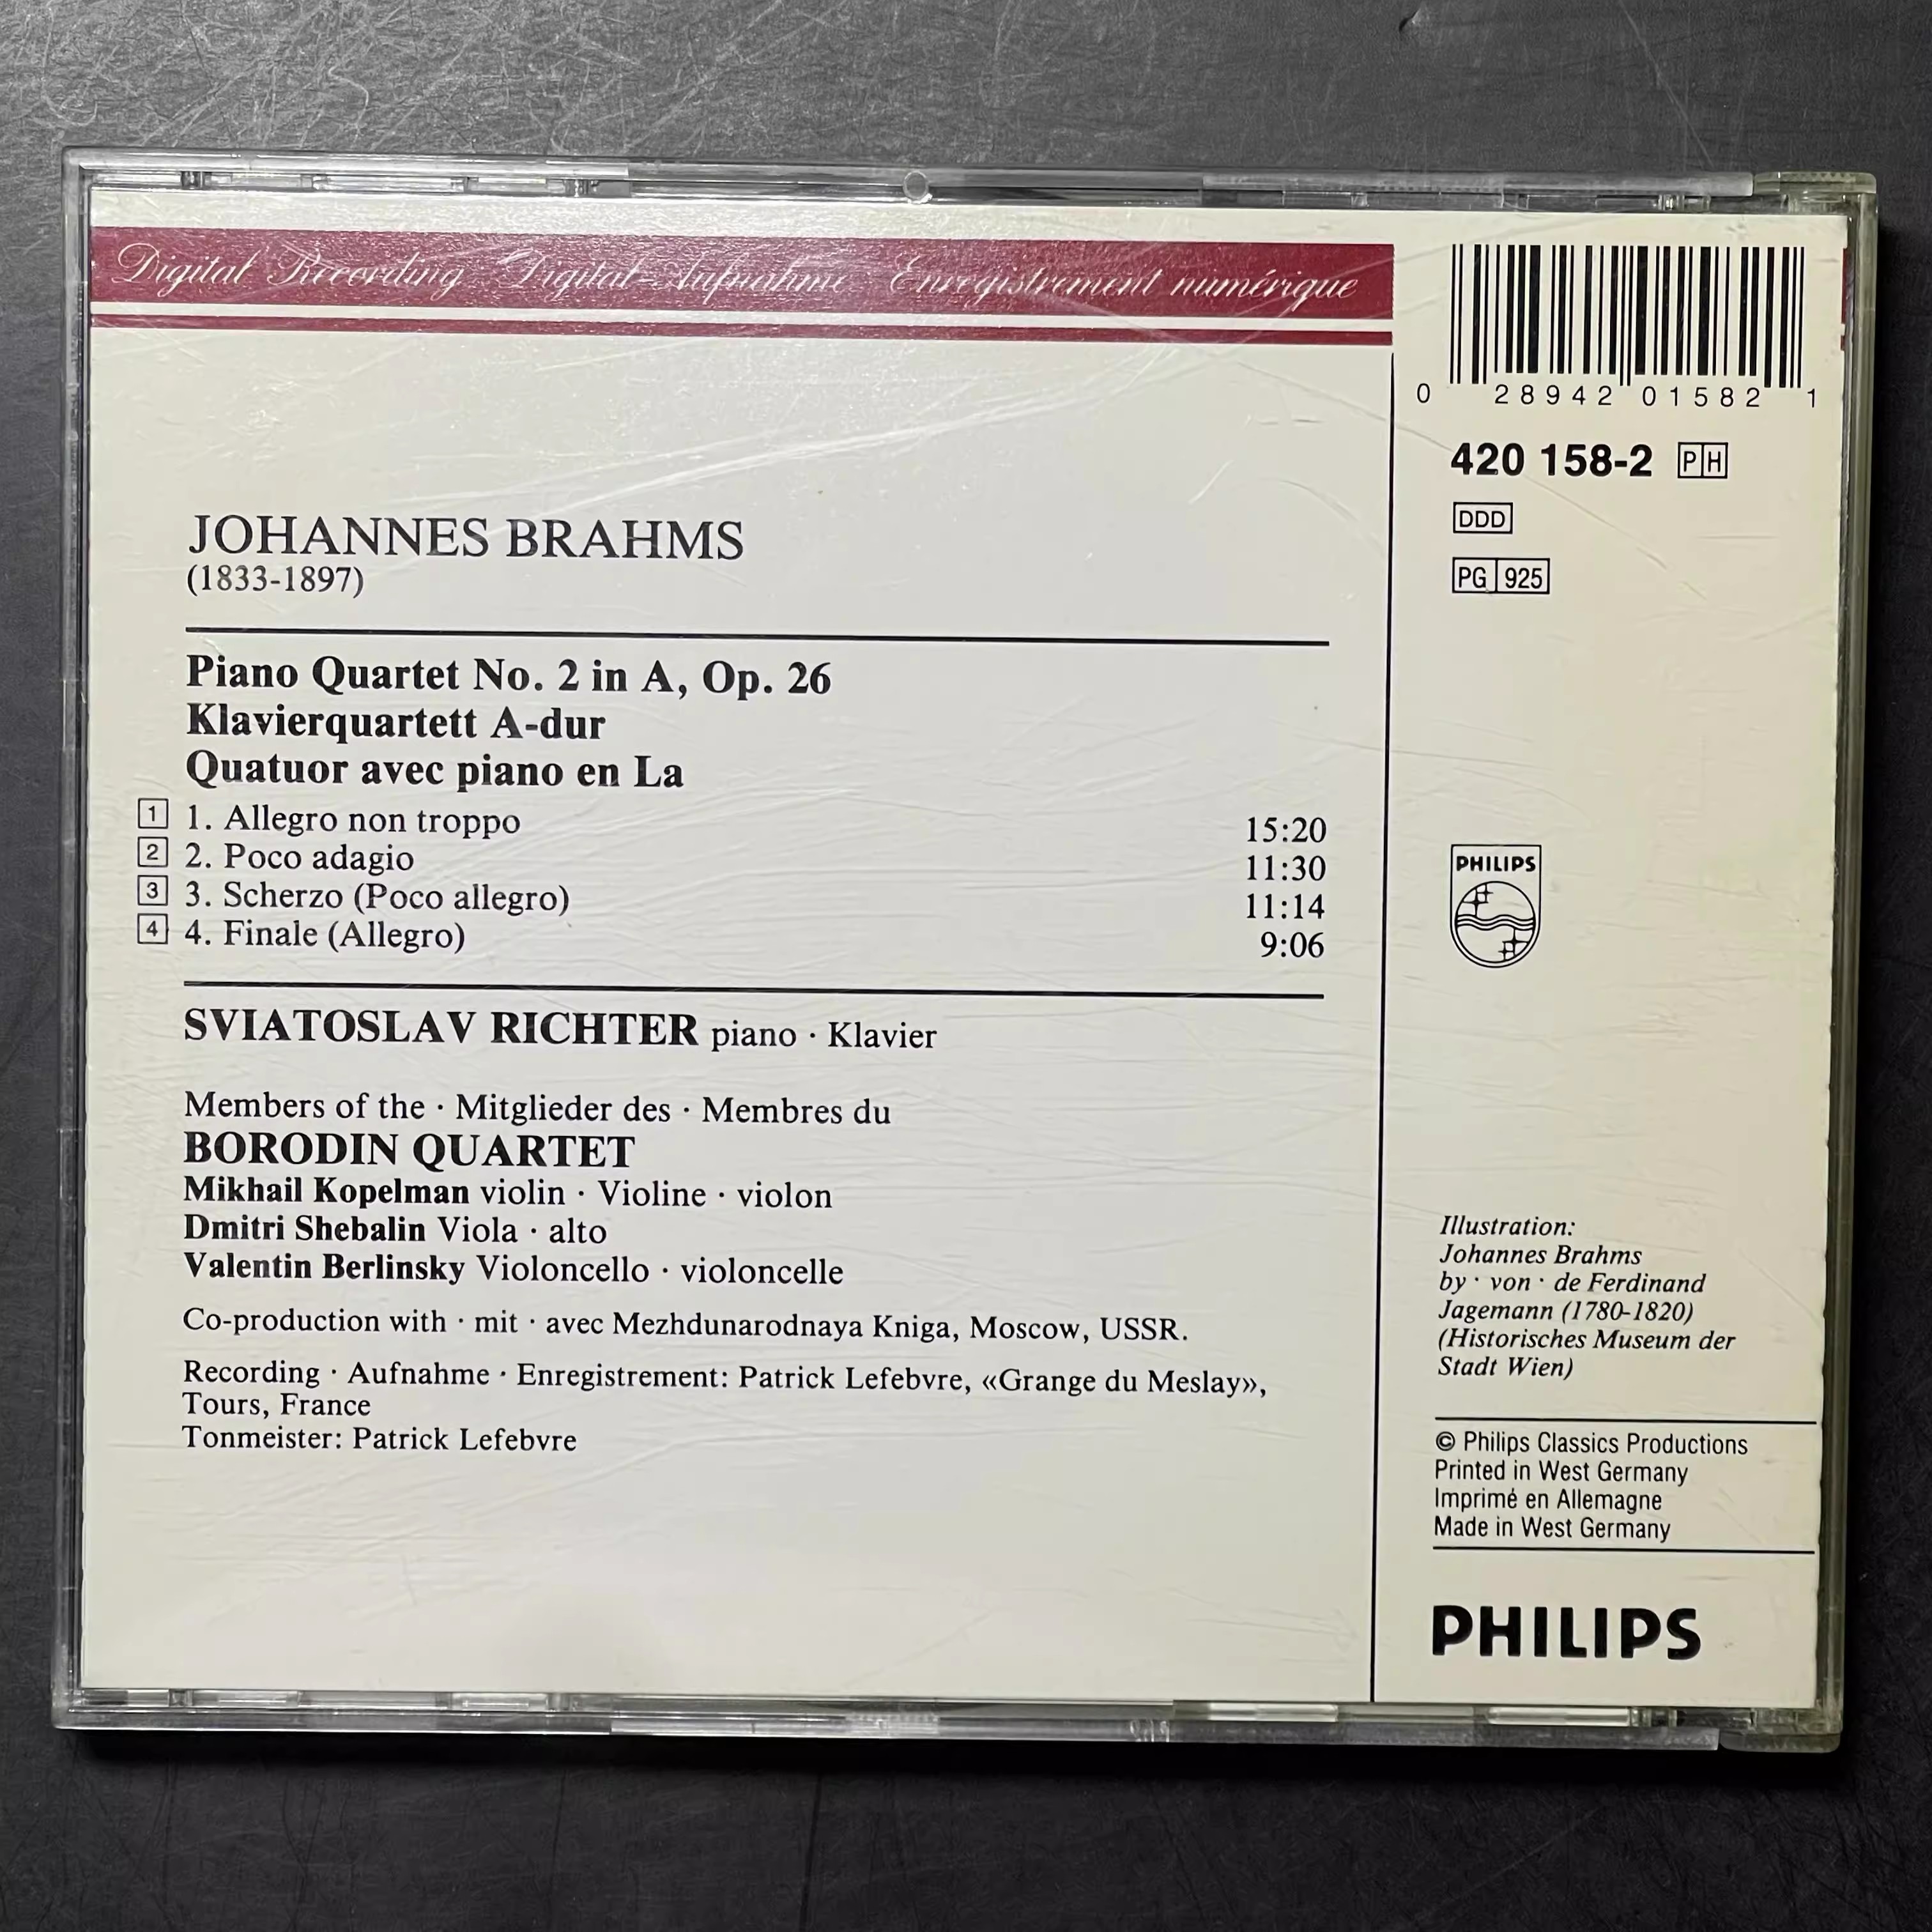 Digital Recording Digital-Aufnahme Enregistrement numérique
JOHANNES BRAHMS
(1833-1897)
Piano Quartet No. 2 in A, Op. 26
Klavierquartett A-dur
Quatuor avec piano en La
1 1. Allegro non troppo 15:20
2 2. Poco adagio 11:30
3 3. Scherzo (Poco allegro) 11:14
4 4. Finale (Allegro) 9:06
SVIATOSLAV RICHTER piano · Klavier
Members of the · Mitglieder des · Membres du
BORODIN QUARTET
Mikhail Kopelman violin · Violine · violon
Dmitri Shebalin Viola · alto
Valentin Berlinsky Violoncello · violoncelle
Co-production with · mit · avec Mezhdunarodnaya Kniga, Moscow, USSR.
Recording · Aufnahme · Enregistrement: Patrick Lefebvre, «Grange du Meslay»,
Tours, France
Tonmeister: Patrick Lefebvre
0 28942 01582 1
420 158-2 PH
DDD
PG 925
PHILIPS
Illustration:
Johannes Brahms
by · von · de Ferdinand
Jagemann (1780-1820)
(Historisches Museum der
Stadt Wien)
© Philips Classics Productions
Printed in West Germany
Imprimé en Allemagne
Made in West Germany
PHILIPS